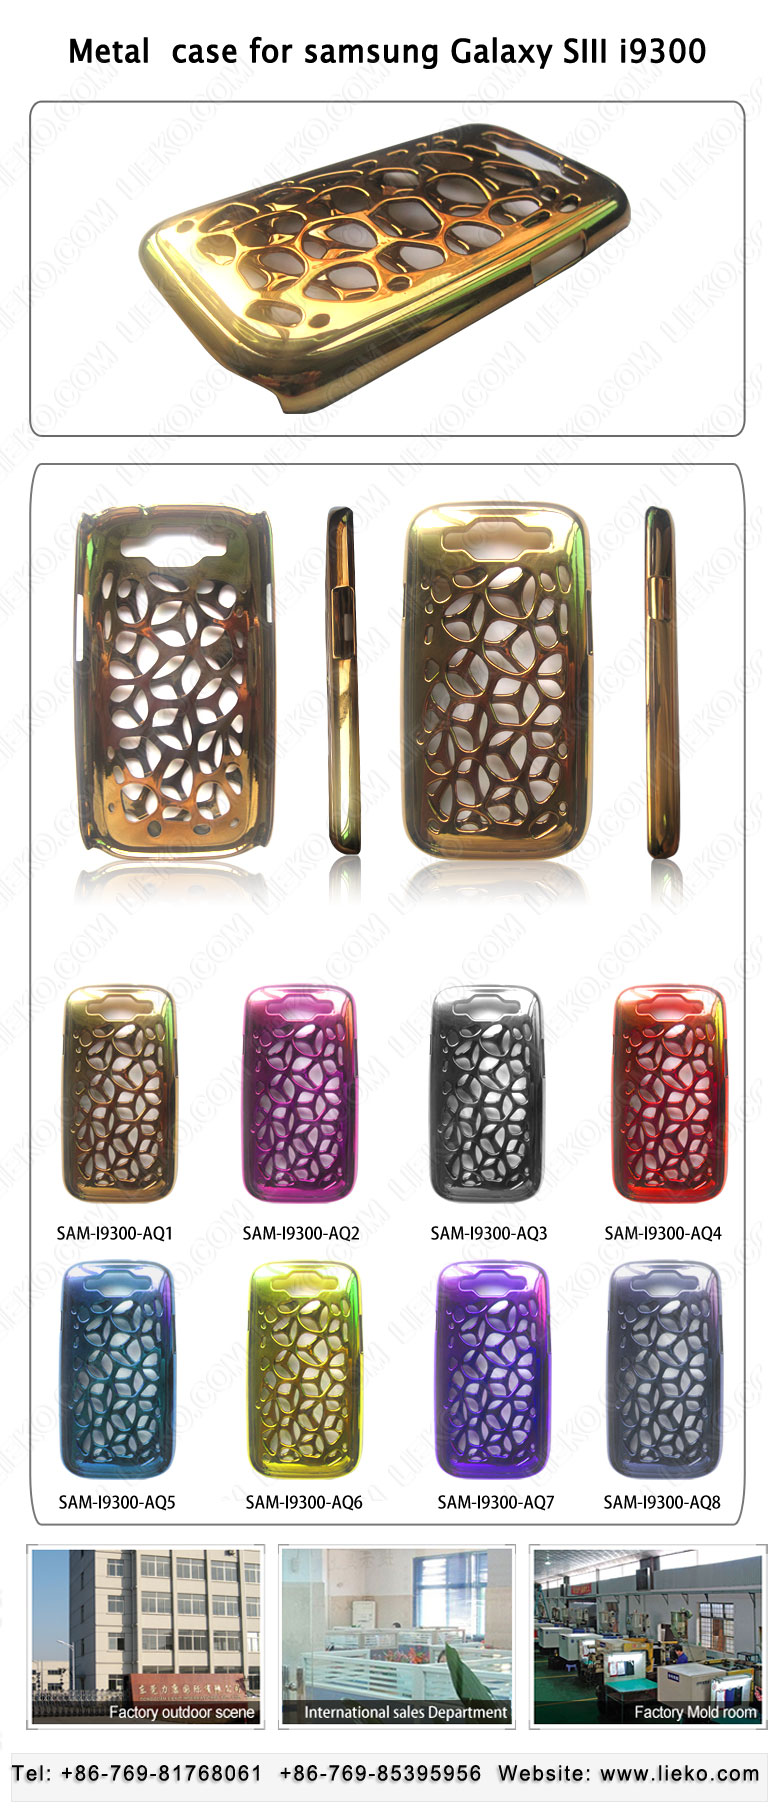 Metal case for samsung Galaxy SIII i9300
LIEKO.COM
SAM-I9300-AQ1 SAM-I9300-AQ2 SAM-I9300-AQ3 SAM-I9300-AQ4
SAM-I9300-AQ5 SAM-I9300-AQ6 SAM-I9300-AQ7 SAM-I9300-AQ8
Factory outdoor scene International sales Department Factory Mold room
Tel: +86-769-81768061 +86-769-85395956 Website: www.lieko.com